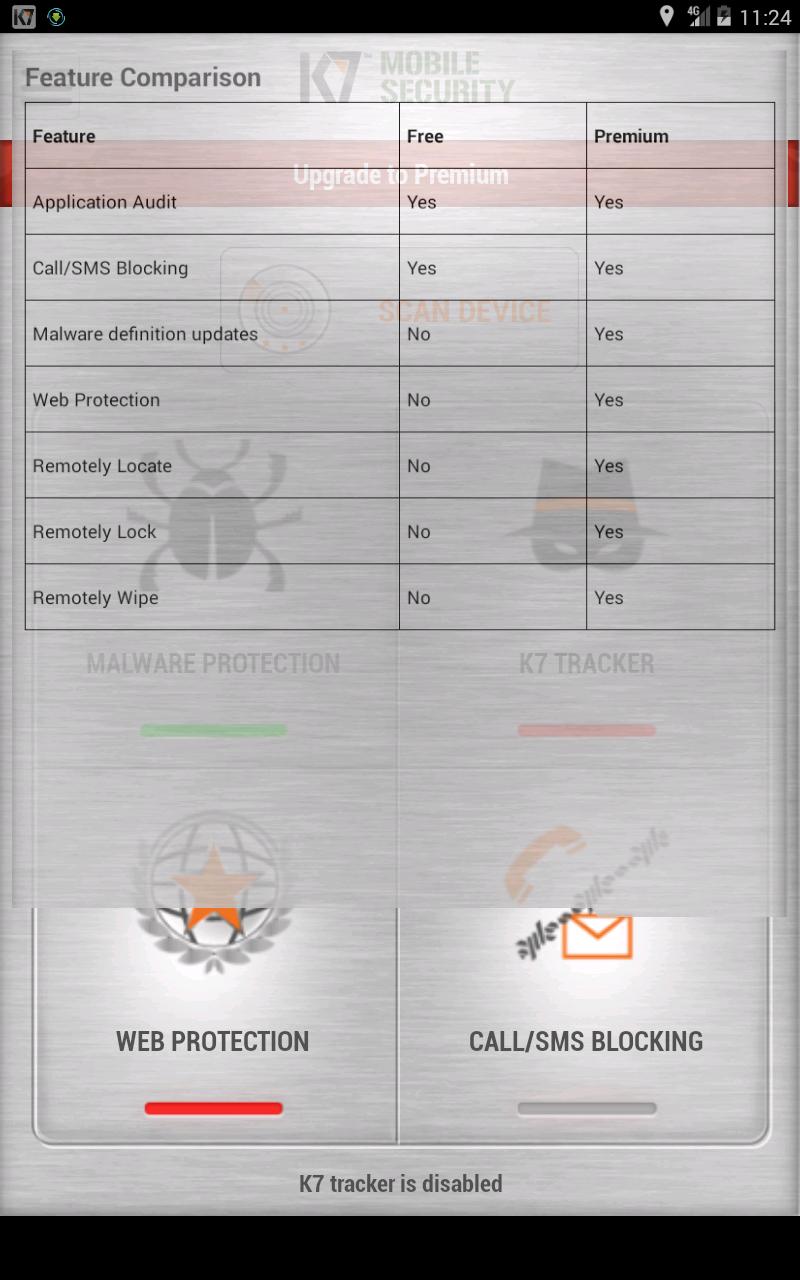 K7 4G 11:24
K7 MOBILE SECURITY
Feature Comparison
Feature Free Premium
Upgrade to Premium
Application Audit Yes Yes
Call/SMS Blocking Yes Yes
SCAN DEVICE
Malware definition updates No Yes
Web Protection No Yes
Remotely Locate No Yes
Remotely Lock No Yes
Remotely Wipe No Yes
MALWARE PROTECTION K7 TRACKER
WEB PROTECTION CALL/SMS BLOCKING
K7 tracker is disabled